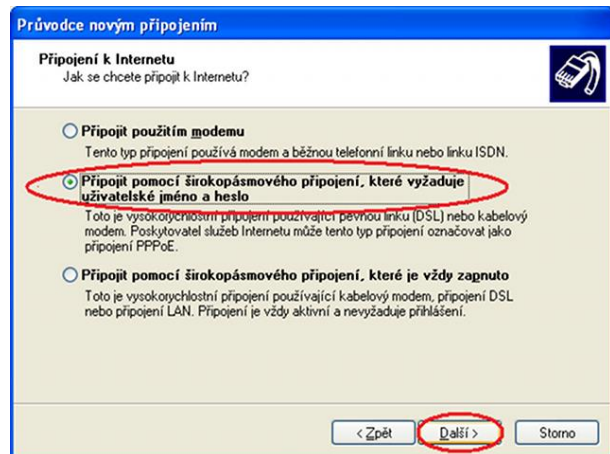 Průvodce novým připojením
Připojení k Internetu
Jak se chcete připojit k Internetu?
Připojit použitím modemu
Tento typ připojení používá modem a běžnou telefonní linku nebo linku ISDN.
Připojit pomocí širokopásmového připojení, které vyžaduje
uživatelské jméno a heslo
Toto je vysokorychlostní připojení používající pevnou linku (DSL) nebo kabelový
modem. Poskytovatel služeb Internetu může tento typ připojení označovat jako
připojení PPPoE.
Připojit pomocí širokopásmového připojení, které je vždy zapnuto
Toto je vysokorychlostní připojení používající kabelový modem, připojení DSL
nebo připojení LAN. Připojení je vždy aktivní a nevyžaduje přihlášení.
< Zpět
Další >
Storno